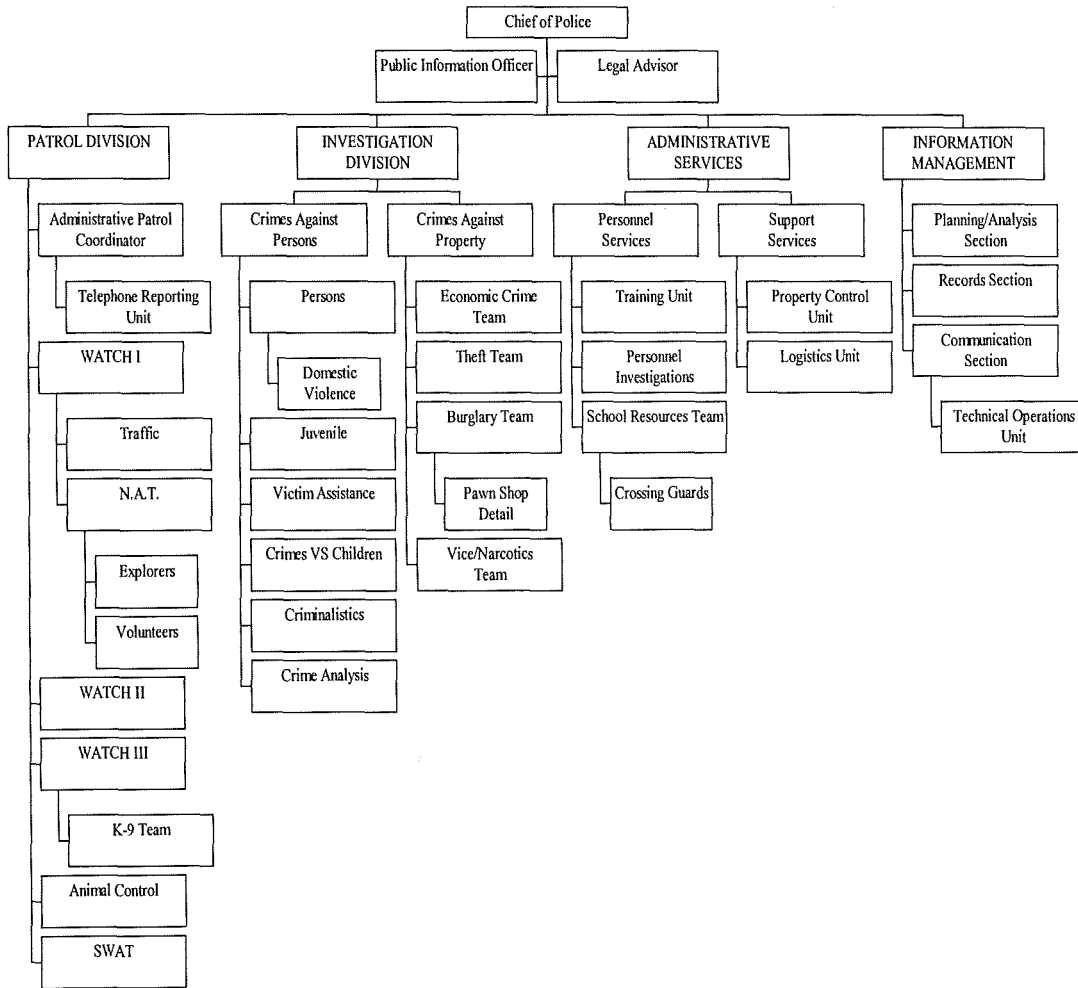 Chief of Police
Public Information Officer
Legal Advisor
PATROL DIVISION
Administrative Patrol
Coordinator
Telephone Reporting
Unit
WATCH I
Traffic
N.A.T.
Explorers
Volunteers
WATCH II
WATCH III
K-9 Team
Animal Control
SWAT
INVESTIGATION
DIVISION
Crimes Against
Persons
Persons
Domestic
Violence
Juvenile
Victim Assistance
Crimes VS Children
Criminalistics
Crime Analysis
Crimes Against
Property
Economic Crime
Team
Theft Team
Burglary Team
Pawn Shop
Detail
Vice/Narcotics
Team
ADMINISTRATIVE
SERVICES
Personnel
Services
Training Unit
Personnel
Investigations
School Resources Team
Crossing Guards
Support
Services
Property Control
Unit
Logistics Unit
INFORMATION
MANAGEMENT
Planning/Analysis
Section
Records Section
Communication
Section
Technical Operations
Unit